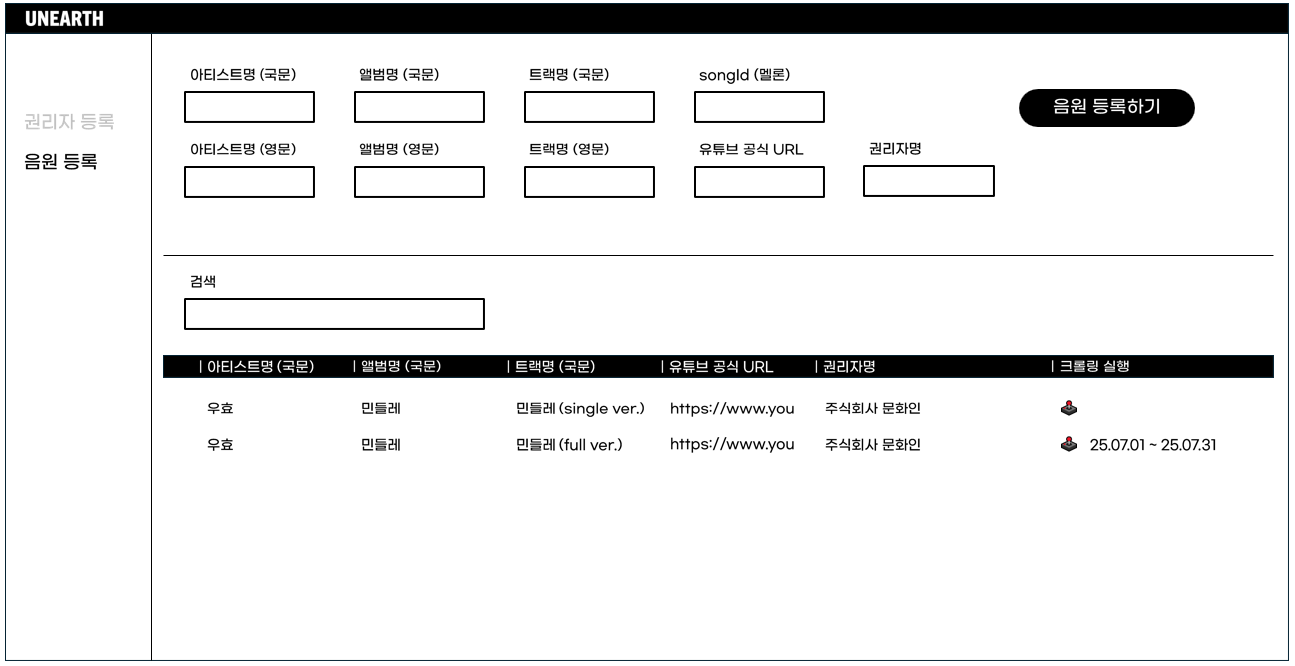 UNEARTH
권리자 등록
음원 등록
아티스트명 (국문) 앨범명 (국문) 트랙명 (국문) songId (멜론)
음원 등록하기
아티스트명 (영문) 앨범명 (영문) 트랙명 (영문) 유튜브 공식 URL 권리자명
검색
| 아티스트명 (국문) | 앨범명 (국문) | 트랙명 (국문) | 유튜브 공식 URL | 권리자명 | 크롤링 실행
우효 민들레 민들레 (single ver.) https://www.you 주식회사 문화인
우효 민들레 민들레 (full ver.) https://www.you 주식회사 문화인 25.07.01 ~ 25.07.31